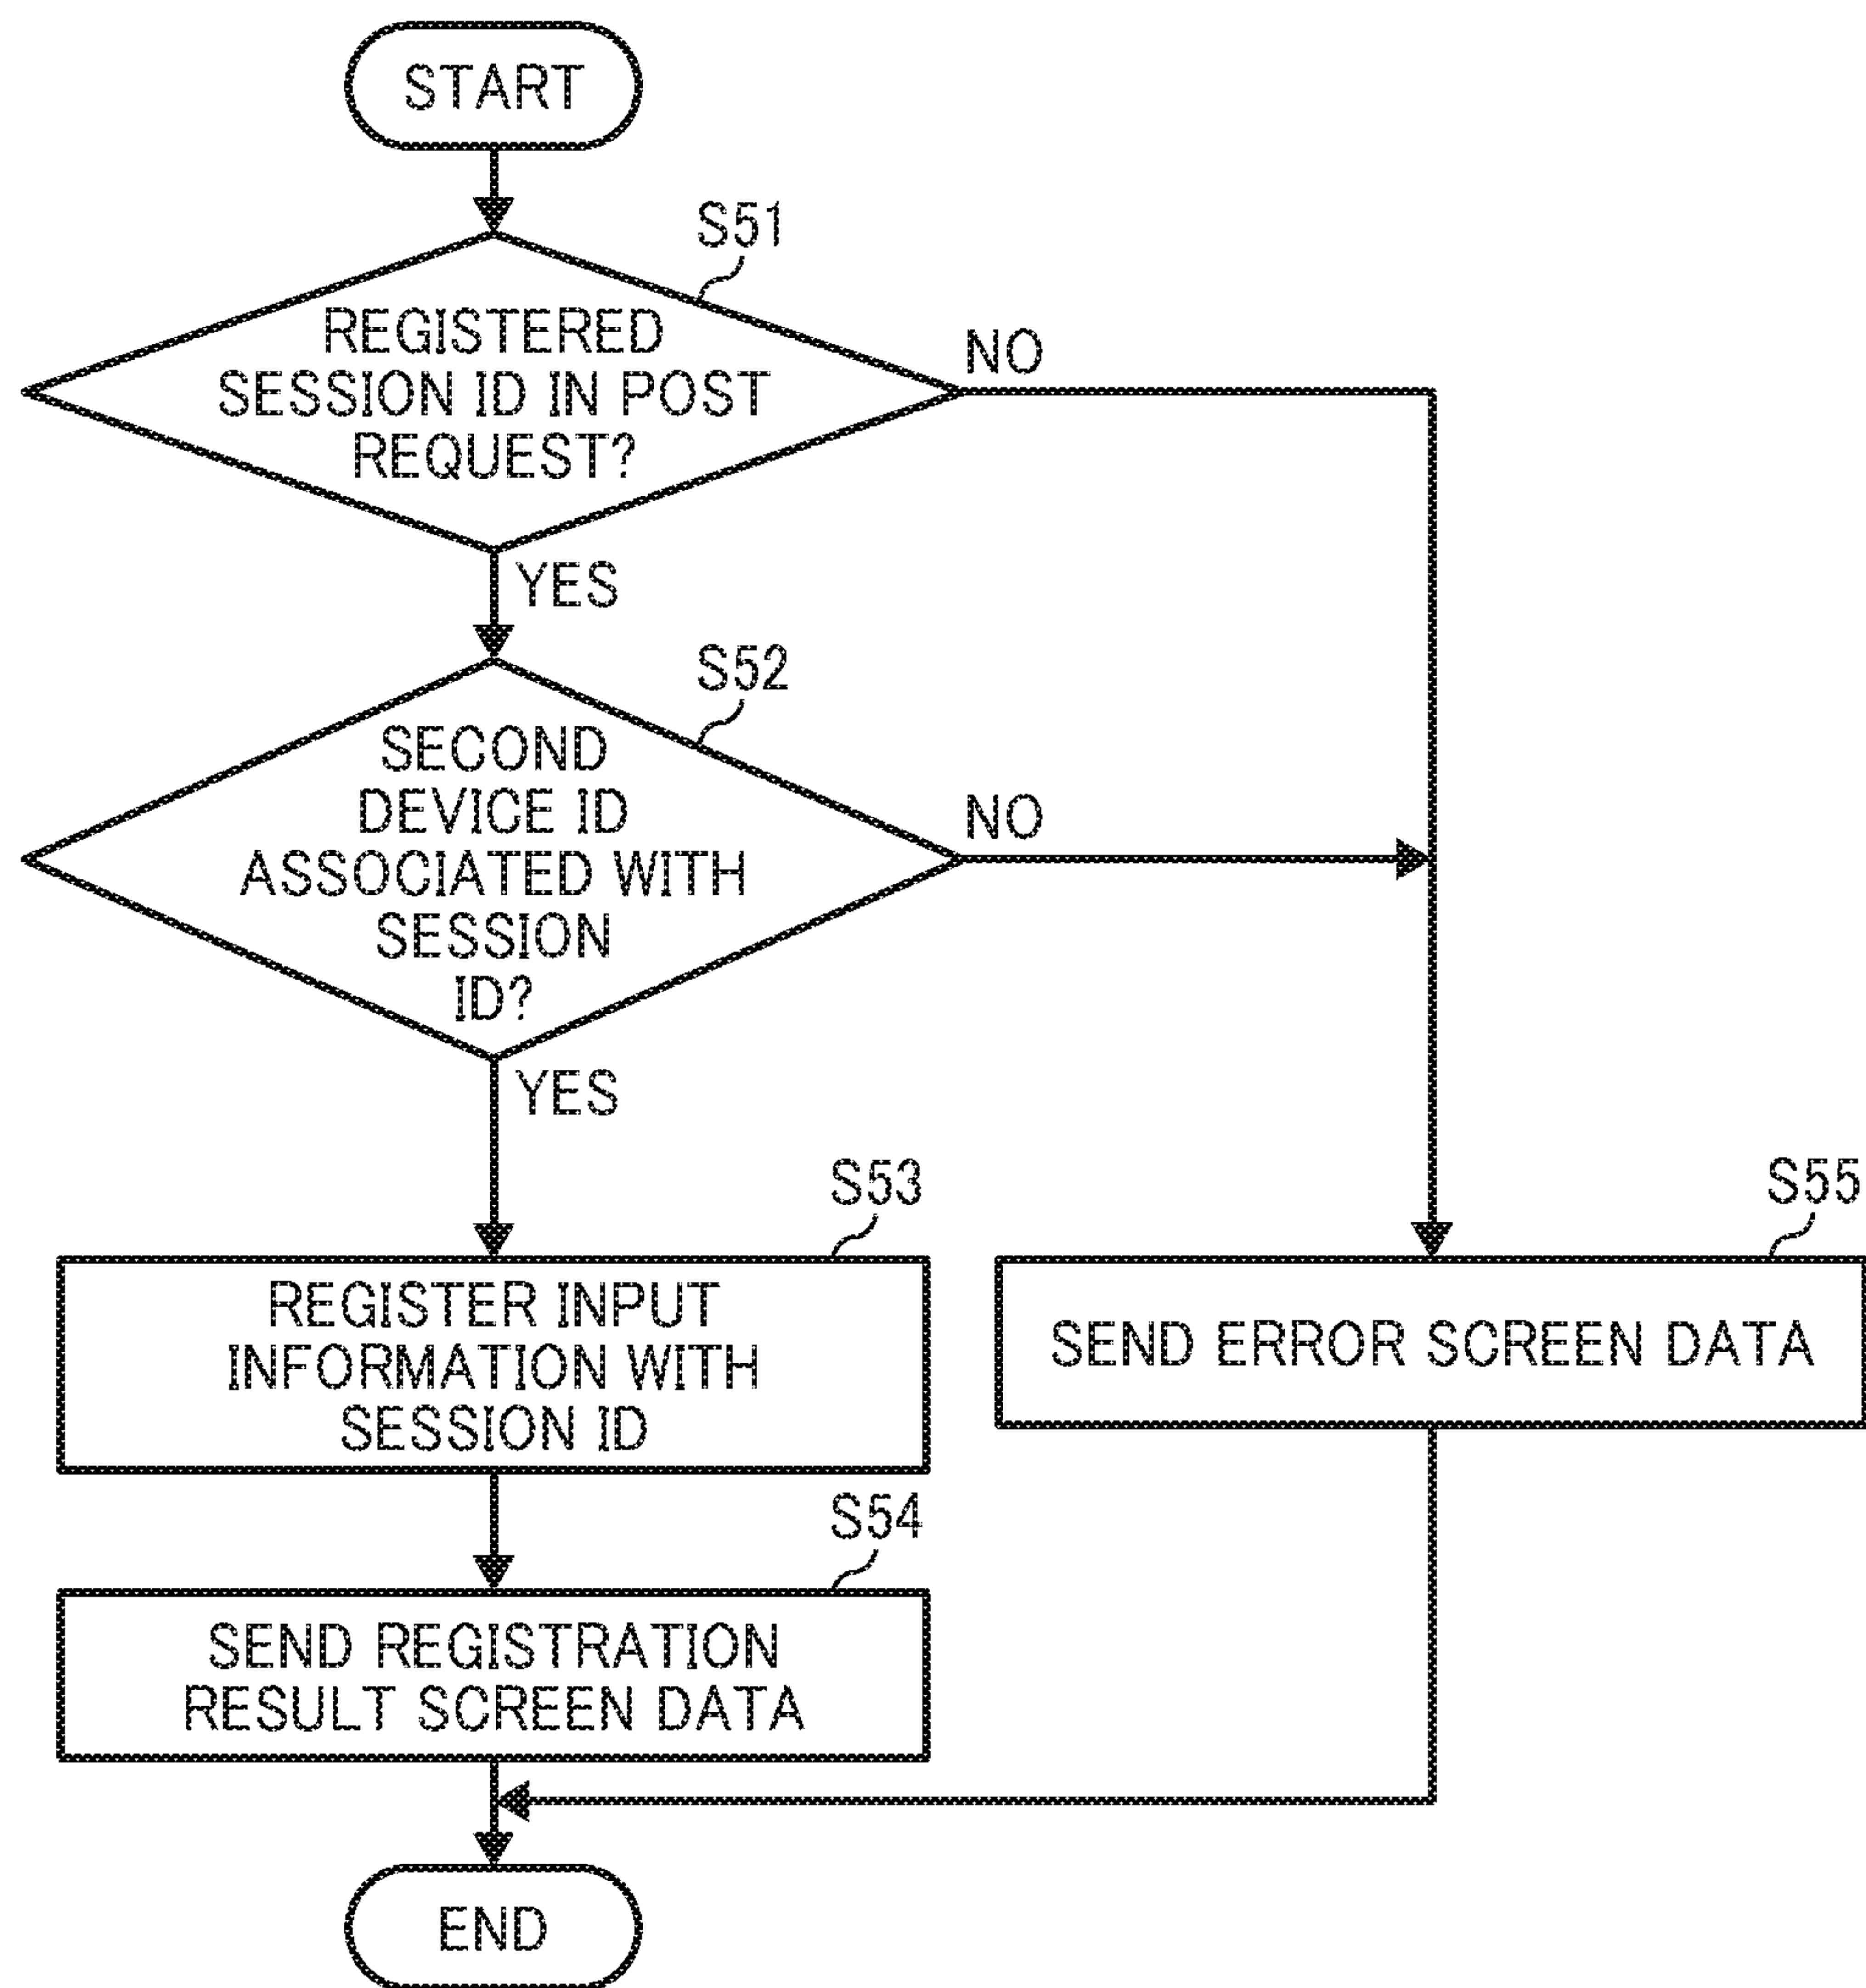 START
S51
REGISTERED
SESSION ID IN POST
REQUEST?
NO
YES
S52
SECOND
DEVICE ID
ASSOCIATED WITH
SESSION
ID?
NO
YES
S53
REGISTER INPUT
INFORMATION WITH
SESSION ID
S55
SEND ERROR SCREEN DATA
S54
SEND REGISTRATION
RESULT SCREEN DATA
END